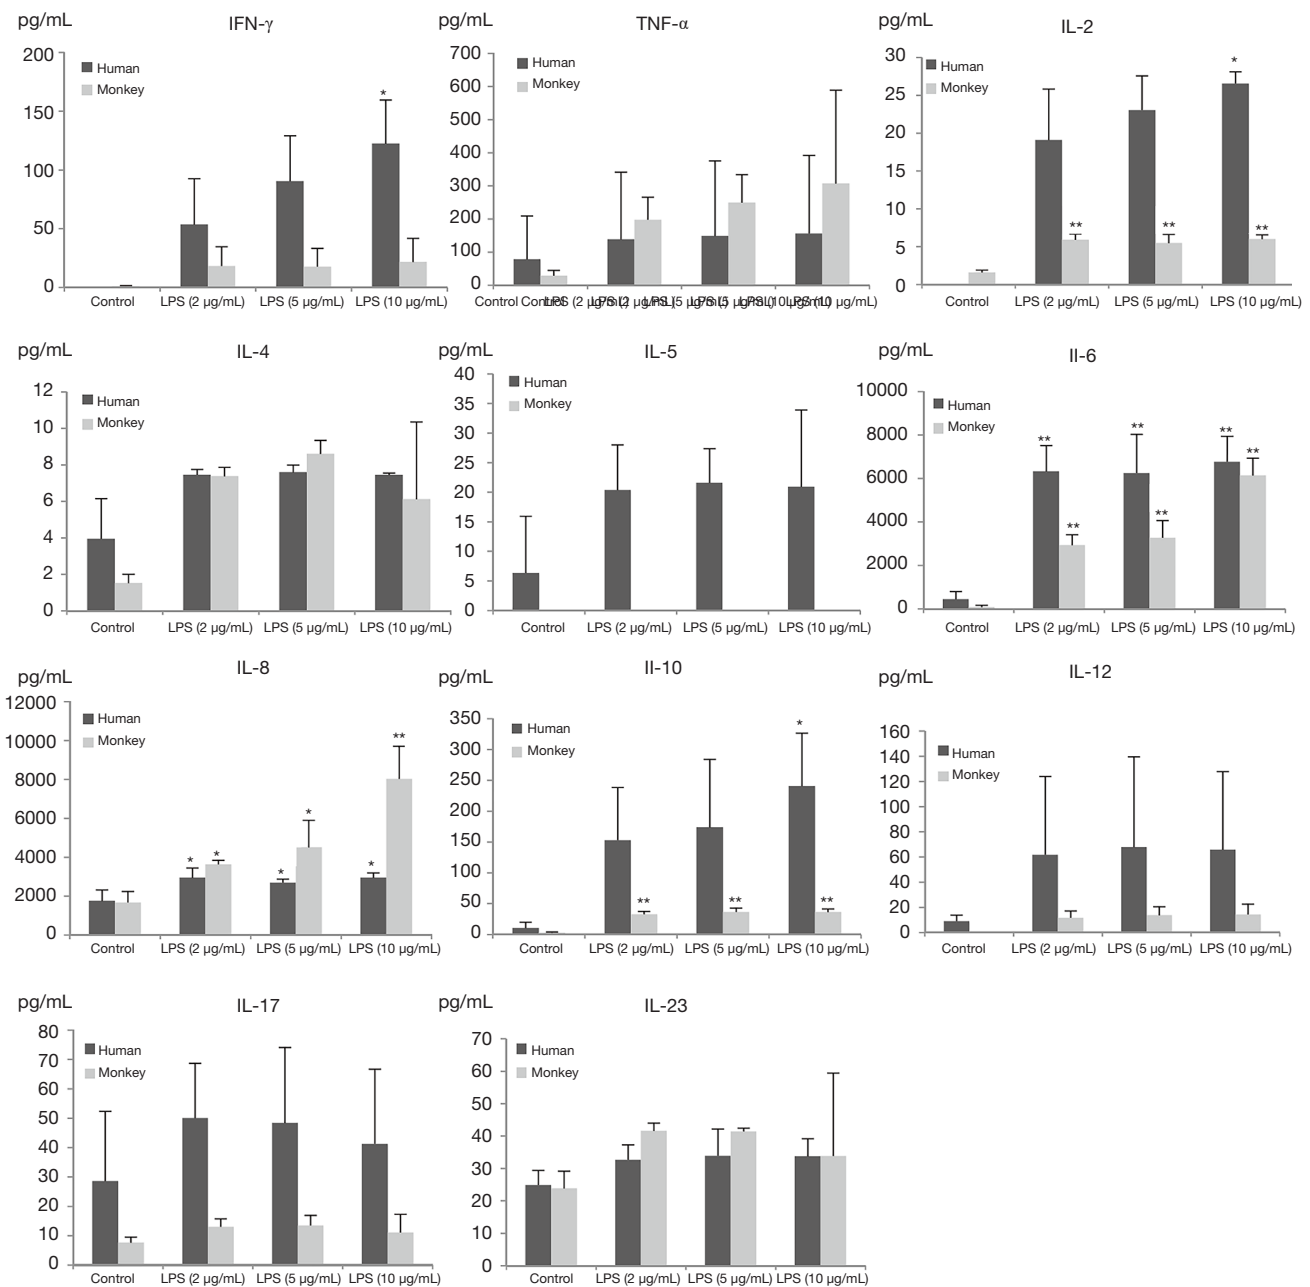 pg/mL IFN-γ
200
150
100
50
0
Human
Monkey
*
Control LPS (2 µg/mL) LPS (5 µg/mL) LPS (10 µg/mL)
pg/mL TNF-α
700
600
500
400
300
200
100
0
Human
Monkey
Control Control
pg/mL IL-2
30
25
20
15
10
5
0
Human
Monkey
** ** * **
Control LPS (2 µg/mL) LPS (5 µg/mL) LPS (10 µg/mL)
pg/mL IL-4
12
10
8
6
4
2
0
Human
Monkey
Control LPS (2 µg/mL) LPS (5 µg/mL) LPS (10 µg/mL)
pg/mL IL-5
40
35
30
25
20
15
10
5
0
Human
Monkey
Control LPS (2 µg/mL) LPS (5 µg/mL) LPS (10 µg/mL)
pg/mL Il-6
10000
8000
6000
4000
2000
0
Human
Monkey
** ** ** ** ** **
Control LPS (2 µg/mL) LPS (5 µg/mL) LPS (10 µg/mL)
pg/mL IL-8
12000
10000
8000
6000
4000
2000
0
Human
Monkey
* * * * * **
Control LPS (2 µg/mL) LPS (5 µg/mL) LPS (10 µg/mL)
pg/mL Il-10
350
300
250
200
150
100
50
0
Human
Monkey
** ** * **
Control LPS (2 µg/mL) LPS (5 µg/mL) LPS (10 µg/mL)
pg/mL IL-12
160
140
120
100
80
60
40
20
0
Human
Monkey
Control LPS (2 µg/mL) LPS (5 µg/mL) LPS (10 µg/mL)
pg/mL IL-17
80
70
60
50
40
30
20
10
0
Human
Monkey
Control LPS (2 µg/mL) LPS (5 µg/mL) LPS (10 µg/mL)
pg/mL IL-23
70
60
50
40
30
20
10
0
Human
Monkey
Control LPS (2 µg/mL) LPS (5 µg/mL) LPS (10 µg/mL)